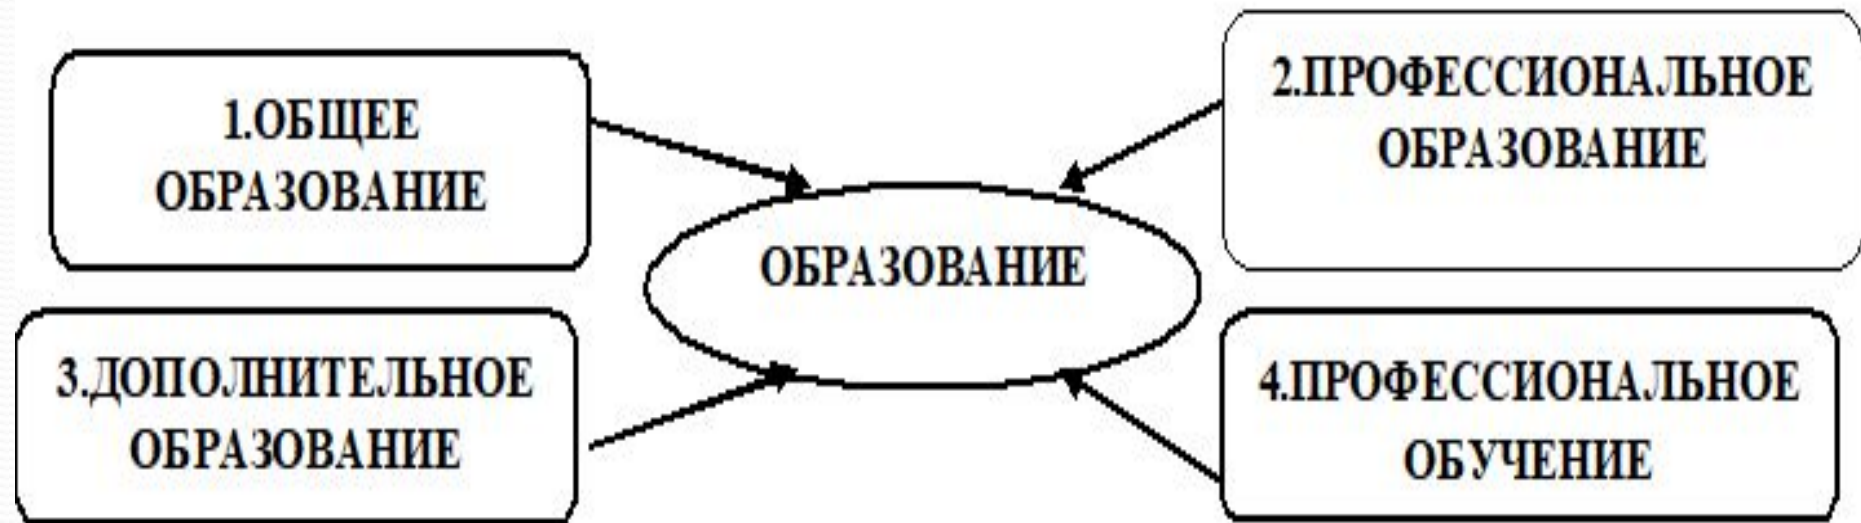 1.ОБЩЕЕ
ОБРАЗОВАНИЕ
2.ПРОФЕССИОНАЛЬНОЕ
ОБРАЗОВАНИЕ
ОБРАЗОВАНИЕ
3.ДОПОЛНИТЕЛЬНОЕ
ОБРАЗОВАНИЕ
4.ПРОФЕССИОНАЛЬНОЕ
ОБУЧЕНИЕ